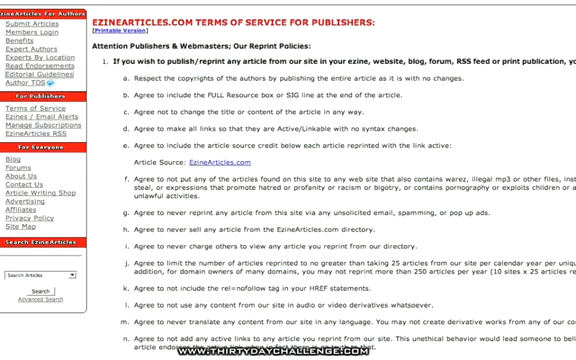 EzineArticles For Authors
Submit Articles
Members Login
Benefits
Expert Authors
Experts By Location
Read Endorsements
Editorial Guidelines
Author TOS
For Publishers
Terms of Service
Ezines / Email Alerts
Manage Subscriptions
EzineArticles RSS
For Everyone
Blog
Forums
About Us
Contact Us
Article Writing Shop
Advertising
Affiliates
Privacy Policy
Site Map
Search EzineArticles
Search Articles
Search
Advanced Search
EZINEARTICLES.COM TERMS OF SERVICE FOR PUBLISHERS:
[Printable Version]
Attention Publishers & Webmasters; Our Reprint Policies:
1. If you wish to publish/reprint any article from our site in your ezine, website, blog, forum, RSS feed or print publication,
a. Respect the copyrights of the authors by publishing the entire article as it is with no changes.
b. Agree to include the FULL Resource box or SIG line at the end of the article.
c. Agree not to change the title or content of the article in any way.
d. Agree to make all links so that they are Active/Linkable with no syntax changes.
e. Agree to include the article source credit below each article reprinted with the link active:
Article Source: EzineArticles.com
f. Agree to not put any of the articles found on this site to any web site that also contains warez, illegal mp3 or other files,
steal, or expressions that promote hatred or profanity or racism or bigotry, or contains pornography or exploits children or
unlawful activities.
g. Agree to never reprint any article from this site via any unsolicited email, spamming, or pop up ads.
h. Agree to never sell any article from the EzineArticles.com directory.
i. Agree to never charge others to view any article you reprint from our directory.
j. Agree to limit the number of articles reprinted to no greater than taking 25 articles from our site per calendar year per
addition, for domain owners of many domains, you may not reprint more than 250 articles per year (10 sites x 25 articles
k. Agree to not include the rel=nofollow tag in your HREF statements.
l. Agree to not use any content from our site in audio or video derivatives whatsoever.
m. Agree to never translate any content from our site in any language. You may not create derivative works from any of our
n. Agree to not add any active links to any article you reprint from our site. This unethical behavior would lead someone to
article endorses the active link when in fact there is no truth to that.
WWW.THIRTYDAYCHALLENGE.COM